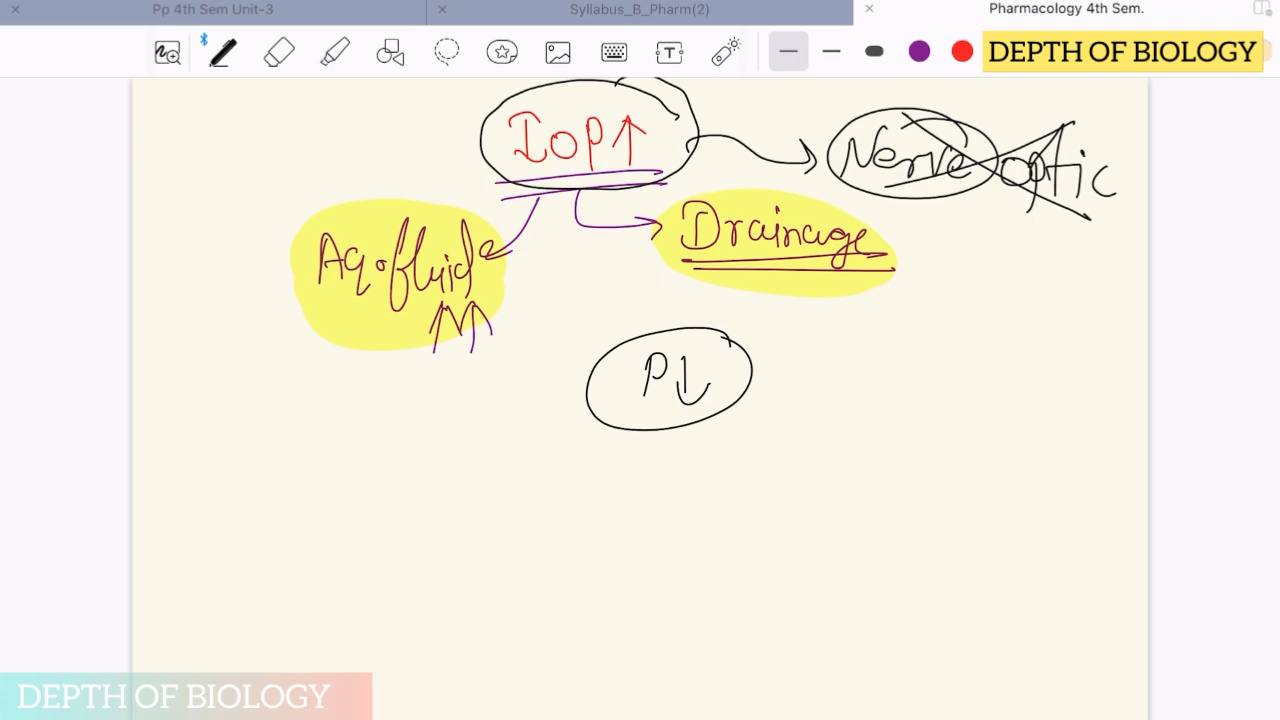 Pp 4th Sem Unit-3
Syllabus_B_Pharm(2)
Pharmacology 4th Sem.
DEPTH OF BIOLOGY
IOP↑
Nerve optic
Aq. fluid
Drainage
P↓
DEPTH OF BIOLOGY